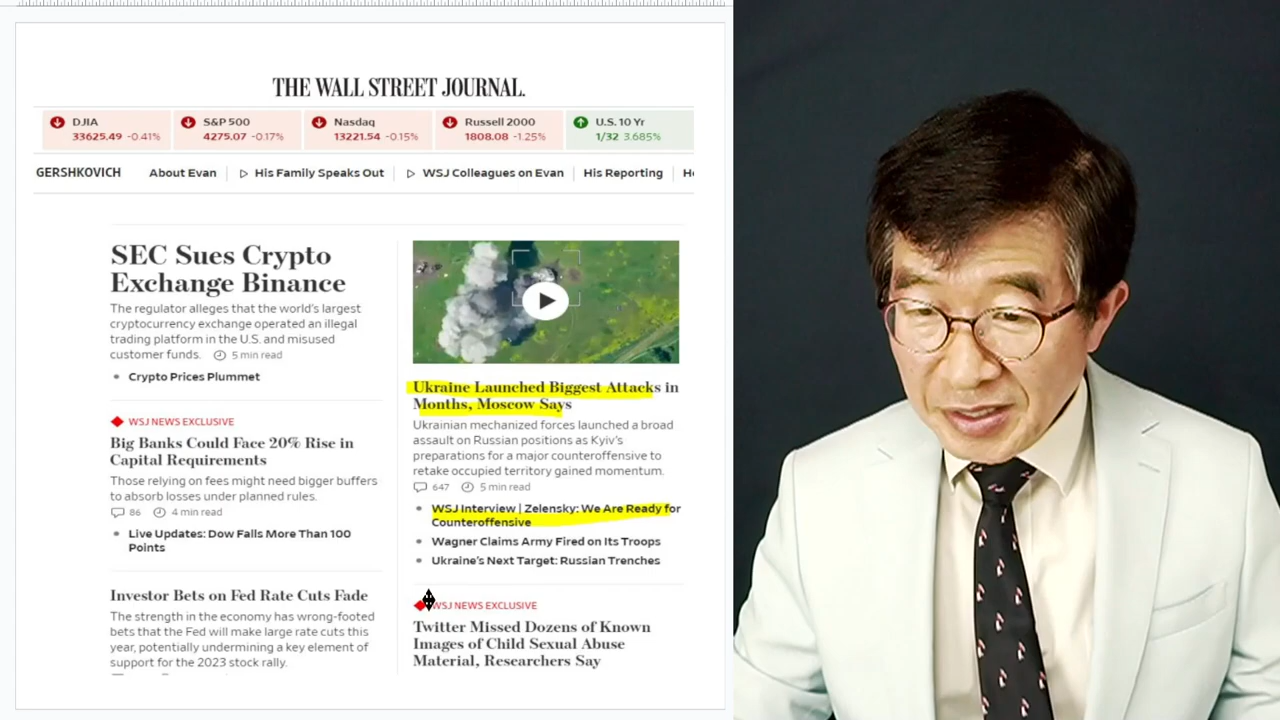 THE WALL STREET JOURNAL.
DJIA
33625.49 -0.41%
S&P 500
4275.07 -0.17%
Nasdaq
13221.54 -0.15%
Russell 2000
1808.08 -1.25%
U.S. 10 Yr
1/32 3.685%
GERSHKOVICH
About Evan
His Family Speaks Out
WSJ Colleagues on Evan
His Reporting
SEC Sues Crypto
Exchange Binance
The regulator alleges that the world's largest
cryptocurrency exchange operated an illegal
trading platform in the U.S. and misused
customer funds. 5 min read
Crypto Prices Plummet
WSJ NEWS EXCLUSIVE
Big Banks Could Face 20% Rise in
Capital Requirements
Those relying on fees might need bigger buffers
to absorb losses under planned rules.
86 4 min read
Live Updates: Dow Falls More Than 100
Points
Investor Bets on Fed Rate Cuts Fade
The strength in the economy has wrong-footed
bets that the Fed will make large rate cuts this
year, potentially undermining a key element of
support for the 2023 stock rally.
Ukraine Launched Biggest Attacks in
Months, Moscow Says
Ukrainian mechanized forces launched a broad
assault on Russian positions as Kyiv's
preparations for a major counteroffensive to
retake occupied territory gained momentum.
647 5 min read
WSJ Interview | Zelensky: We Are Ready for
Counteroffensive
Wagner Claims Army Fired on Its Troops
Ukraine's Next Target: Russian Trenches
WSJ NEWS EXCLUSIVE
Twitter Missed Dozens of Known
Images of Child Sexual Abuse
Material, Researchers Say